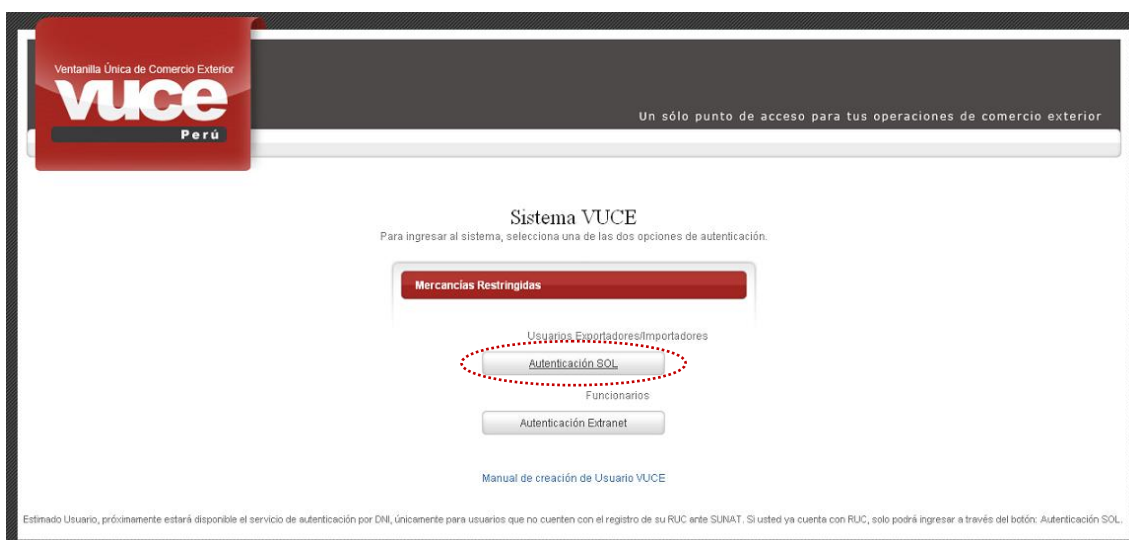 Ventanilla Única de Comercio Exterior
vuce
Perú
Un sólo punto de acceso para tus operaciones de comercio exterior
Sistema VUCE
Para ingresar al sistema, selecciona una de las dos opciones de autenticación.
Mercancías Restringidas
Usuarios Exportadores/Importadores
Autenticación SOL
Funcionarios
Autenticación Extranet
Manual de creación de Usuario VUCE
Estimado Usuario, próximamente estará disponible el servicio de autenticación por DNI, únicamente para usuarios que no cuenten con el registro de su RUC ante SUNAT. Si usted ya cuenta con RUC, solo podrá ingresar a través del botón: Autenticación SOL.